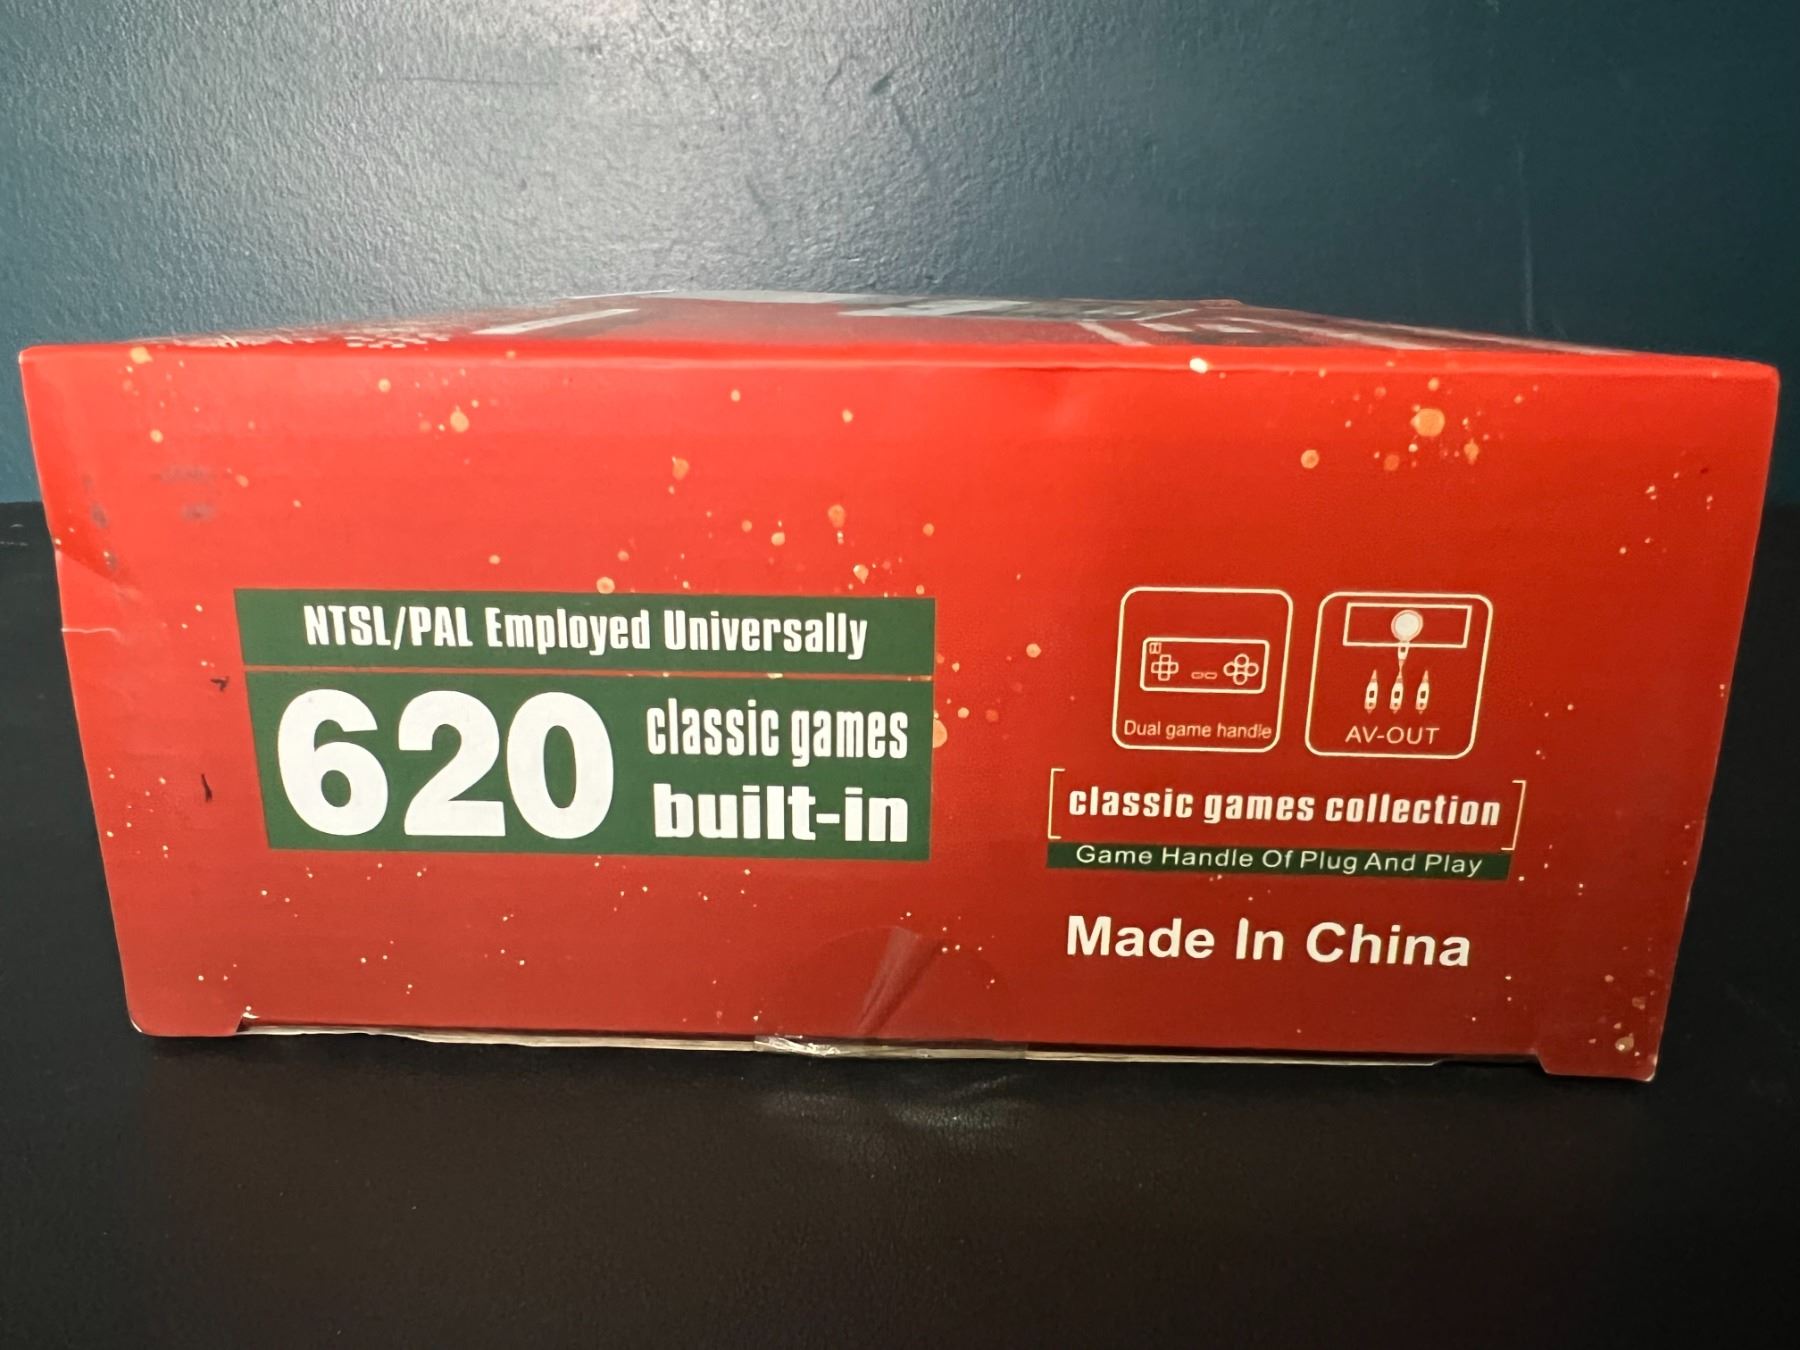 NTSL/PAL Employed Universally
620 classic games
built-in
Dual game handle
AV-OUT
classic games collection
Game Handle Of Plug And Play
Made In China